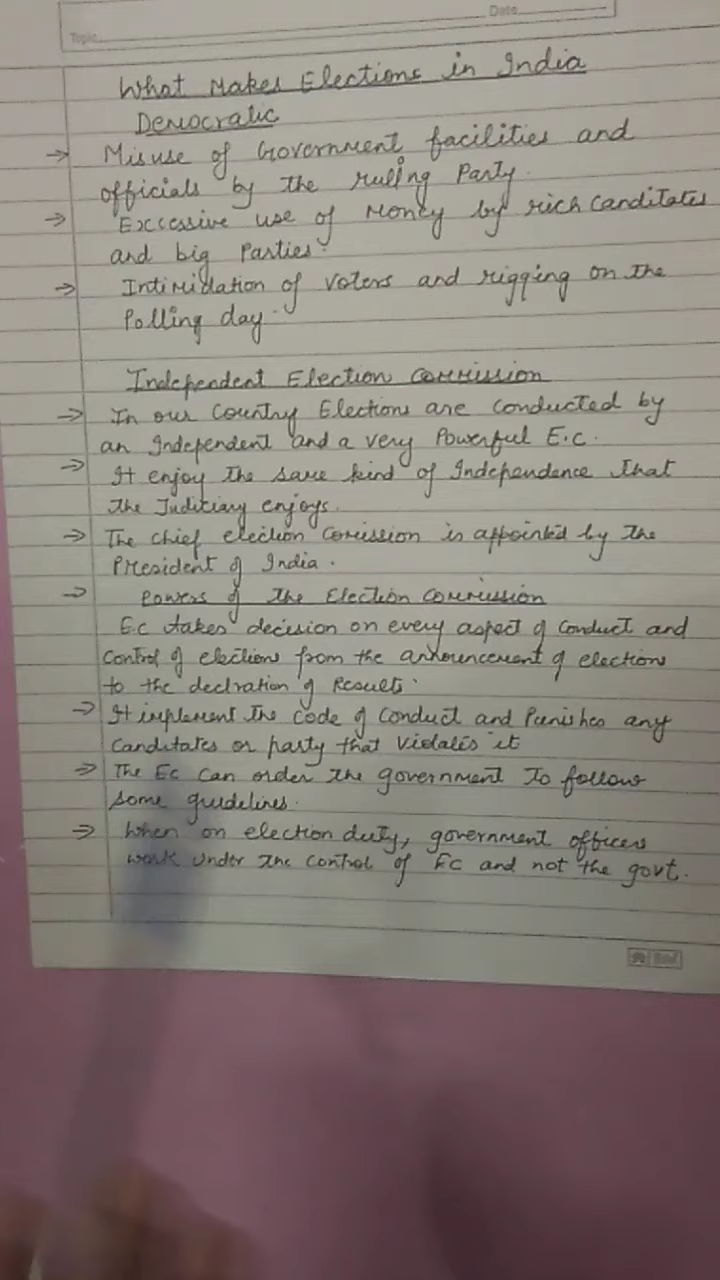 Date
Topic
What Makes Elections in India
Democratic
→ Misuse of Government facilities and
officials by the ruling Party.
→ Excessive use of Money by rich Canditates
and big Parties.
→ Intimidation of Voters and rigging on the
Polling day.
Independent Election Commission
→ In our Country Elections are conducted by
an Independent and a very Powerful E.C.
→ It enjoy the same kind of Independence that
the Juditiary enjoys.
→ The chief election Comission is appointed by the
President of India.
→ Powers of the Election Commission
E.C takes decision on every aspect of conduct and
control of elections from the announcement of elections
to the declration of Results.
→ It implement the code of Conduct and Punishes any
Canditates or party that Violates it
→ The EC can order the government to follow
some guidelines.
→ When on election duty, government officers
work under the control of EC and not the govt.